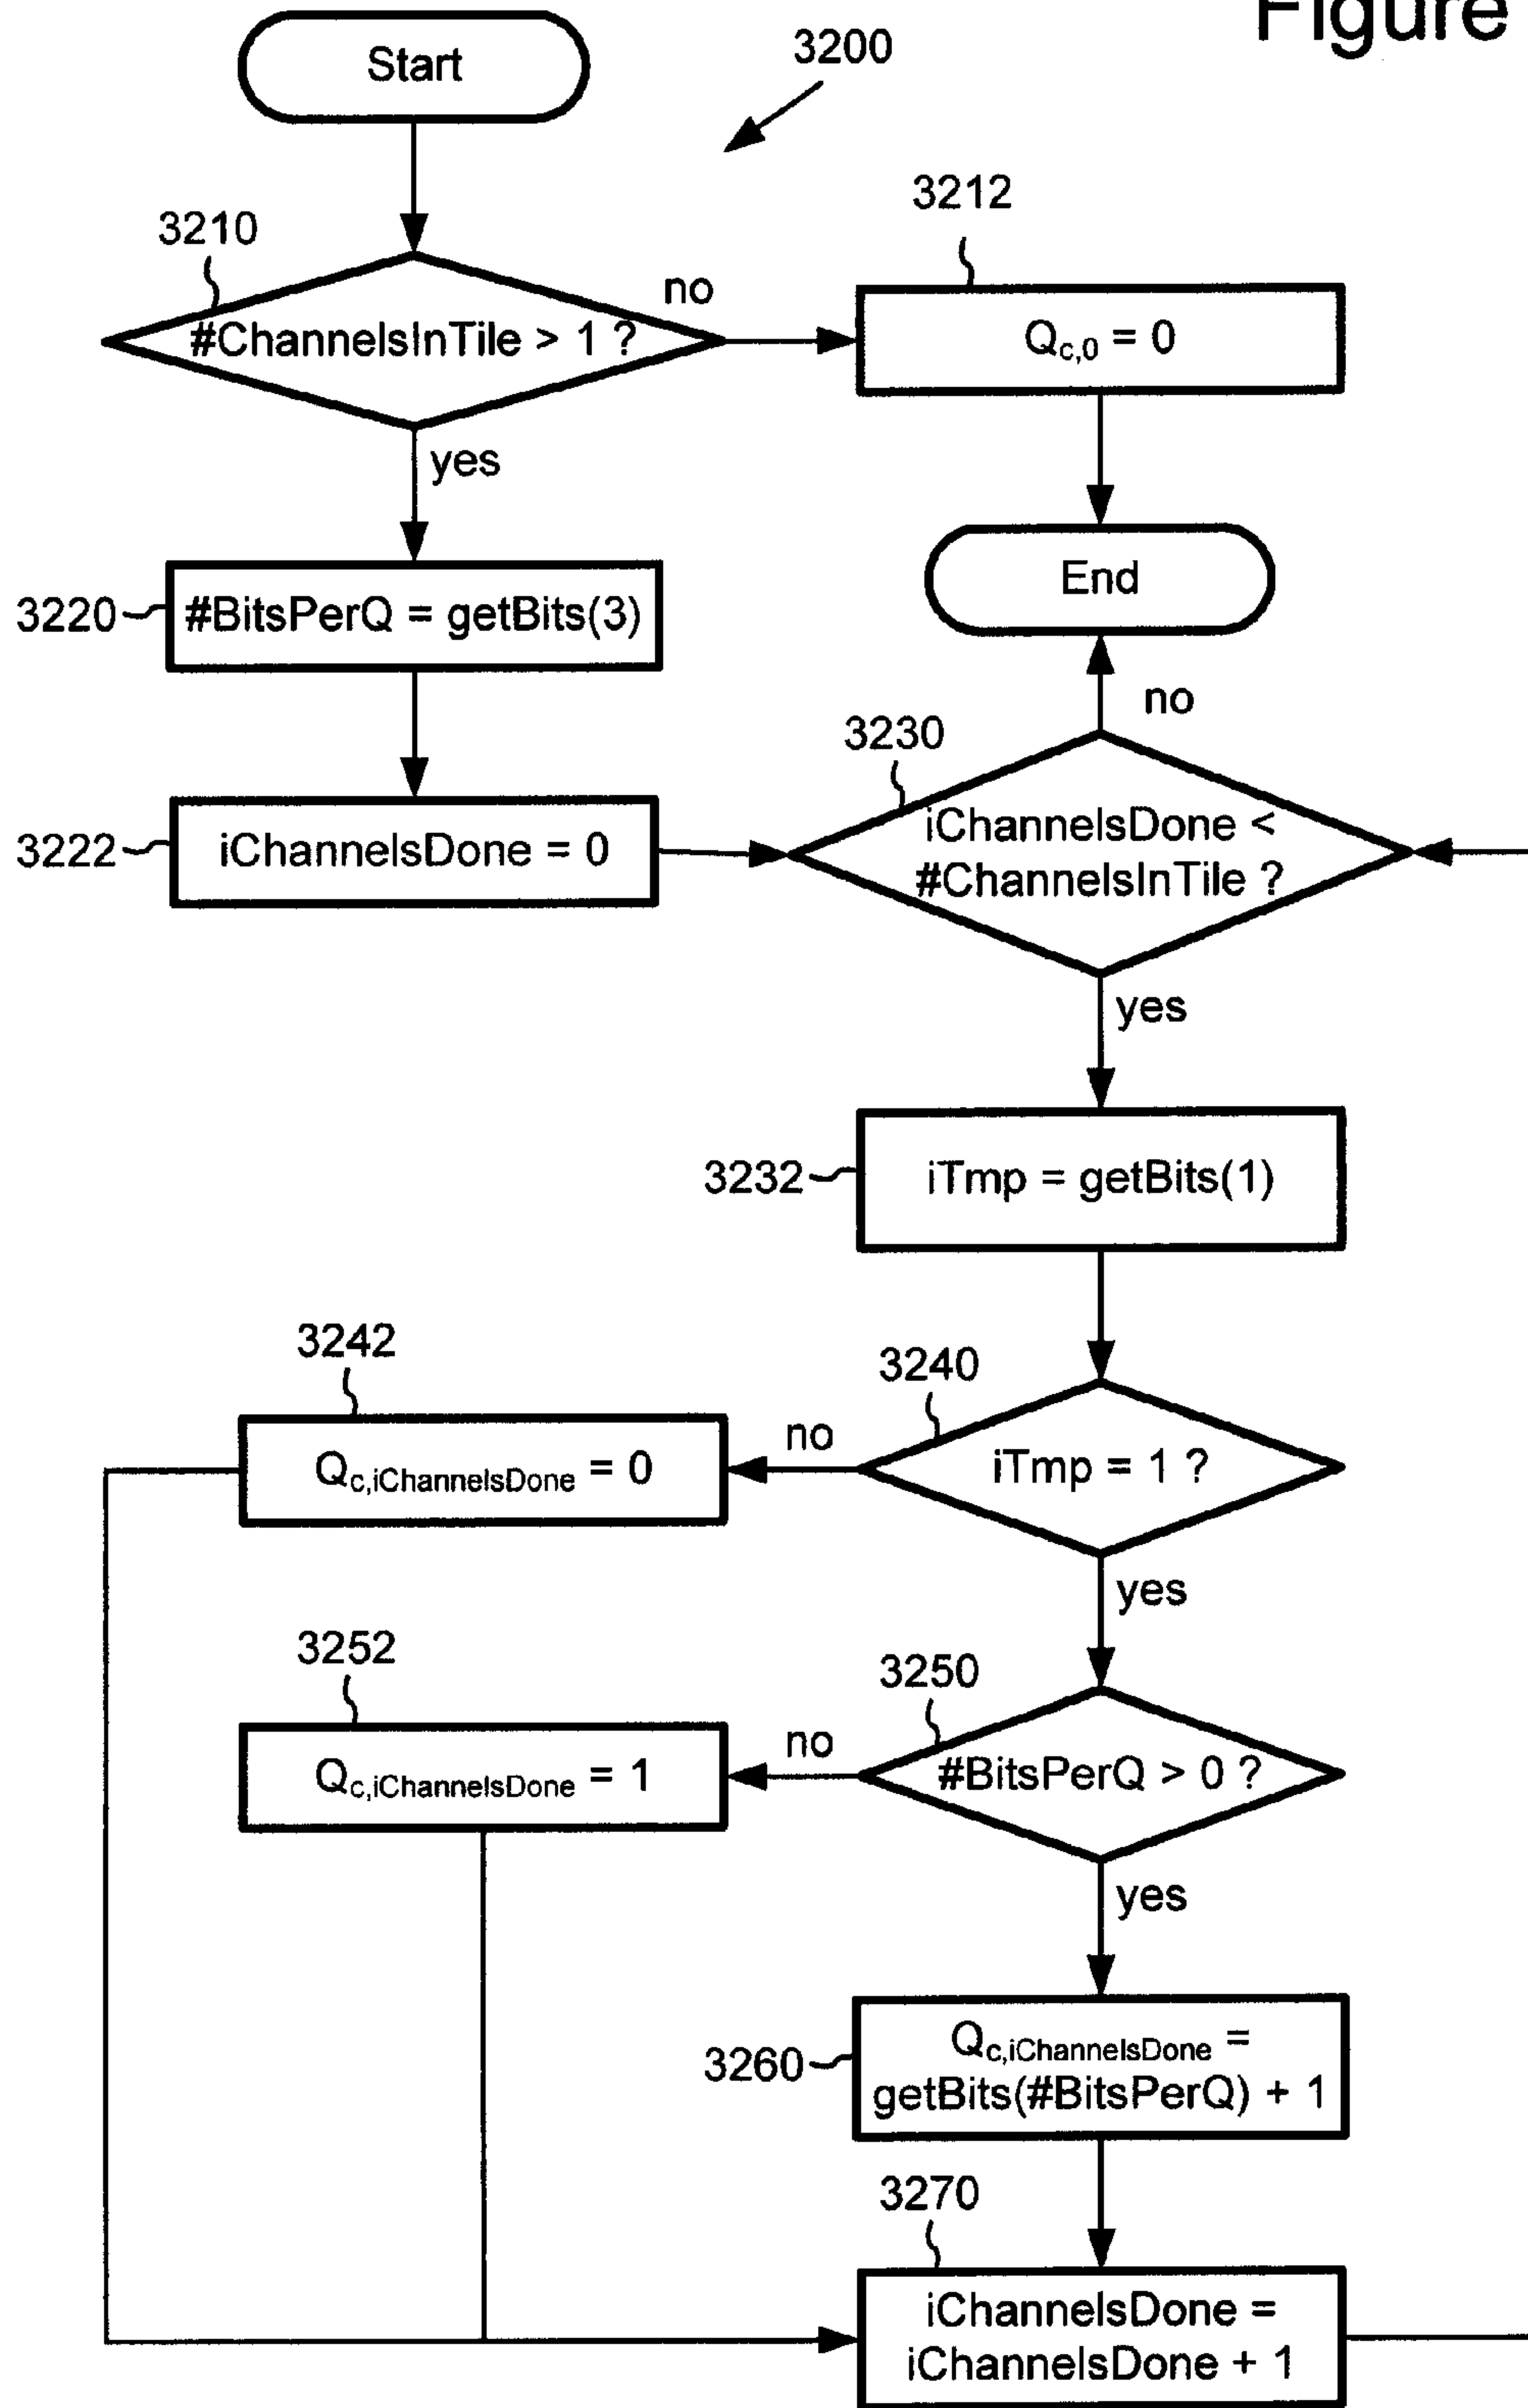 Figure
Start
3200
3210
#ChannelsInTile > 1 ?
no
3212
Qc,0 = 0
yes
End
3220
#BitsPerQ = getBits(3)
no
3222
iChannelsDone = 0
3230
iChannelsDone <
#ChannelsInTile ?
yes
3232
iTmp = getBits(1)
3242
Qc,iChannelsDone = 0
no
3240
iTmp = 1 ?
yes
3252
Qc,iChannelsDone = 1
no
3250
#BitsPerQ > 0 ?
yes
3260
Qc,iChannelsDone =
getBits(#BitsPerQ) + 1
3270
iChannelsDone =
iChannelsDone + 1